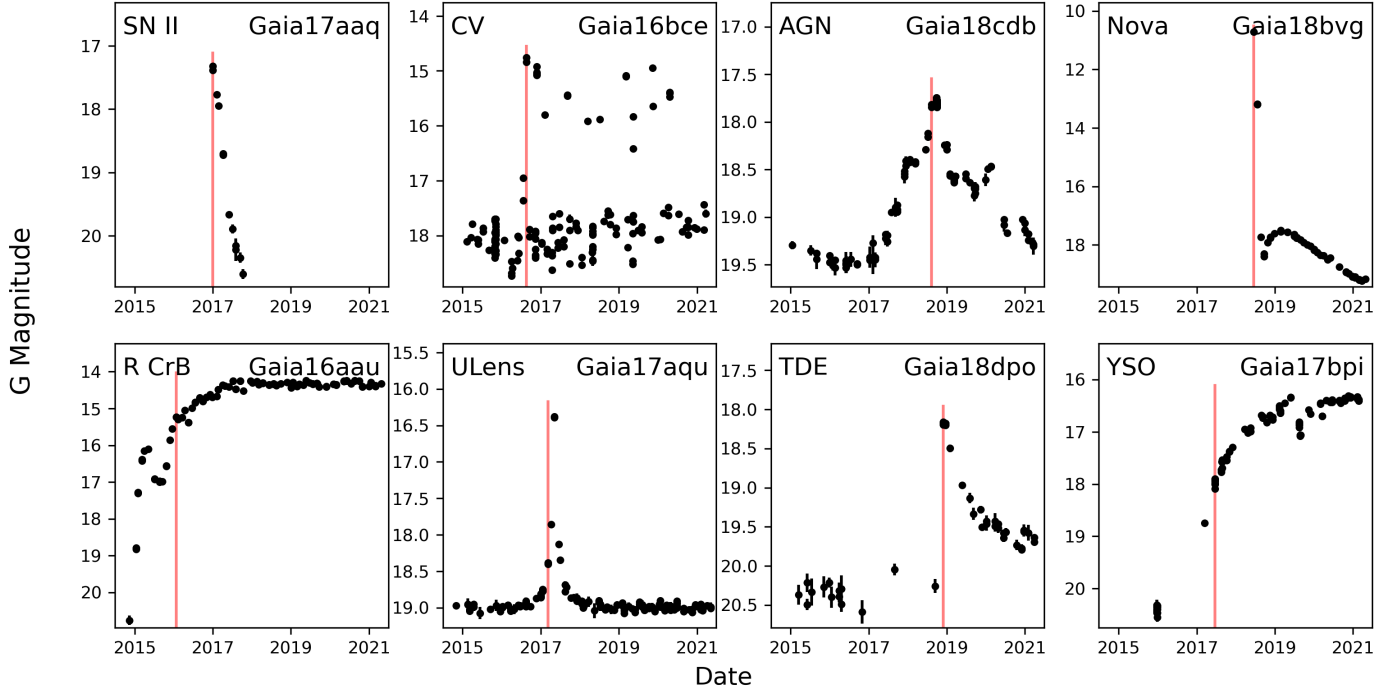 G Magnitude
SN II Gaia17aaq
17
18
19
20
2015 2017 2019 2021
CV Gaia16bce
14
15
16
17
18
2015 2017 2019 2021
AGN Gaia18cdb
17.0
17.5
18.0
18.5
19.0
19.5
2015 2017 2019 2021
Nova Gaia18bvg
10
12
14
16
18
2015 2017 2019 2021
R CrB Gaia16aau
14
15
16
17
18
19
20
2015 2017 2019 2021
ULens Gaia17aqu
15.5
16.0
16.5
17.0
17.5
18.0
18.5
19.0
2015 2017 2019 2021
TDE Gaia18dpo
17.5
18.0
18.5
19.0
19.5
20.0
20.5
2015 2017 2019 2021
YSO Gaia17bpi
16
17
18
19
20
2015 2017 2019 2021
Date